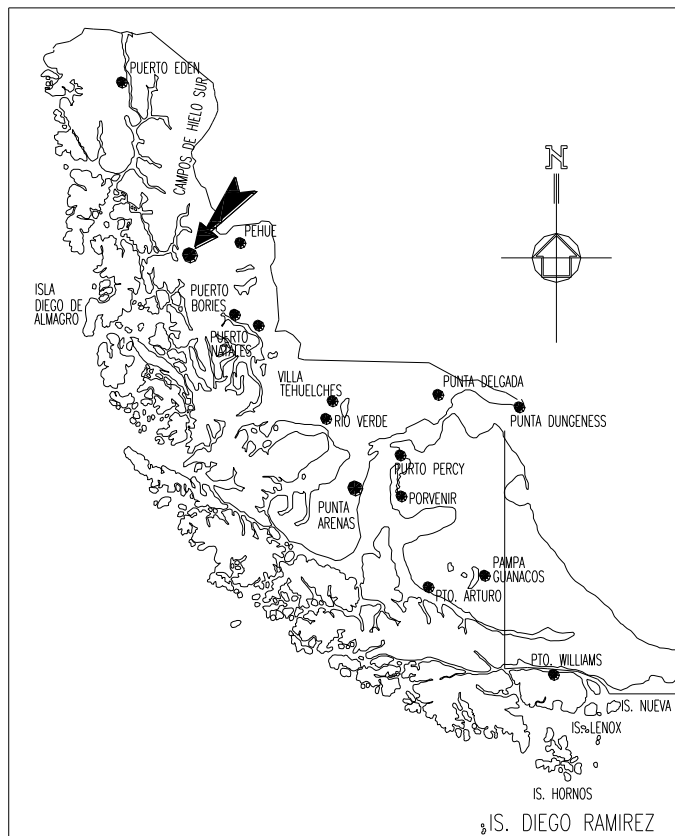 PUERTO EDEN
CAMPOS DE HIELO SUR
N
PEHUE
ISLA
DIEGO DE
ALMAGRO
PUERTO
BORIES
PUERTO
NATALES
VILLA
TEHUELCHES
PUNTA DELGADA
RIO VERDE
PUNTA DUNGENESS
PURTO PERCY
PUNTA
ARENAS
PORVENIR
PAMPA
GUANACOS
PTO. ARTURO
PTO. WILLIAMS
IS. NUEVA
IS. LENOX
IS. HORNOS
IS. DIEGO RAMIREZ